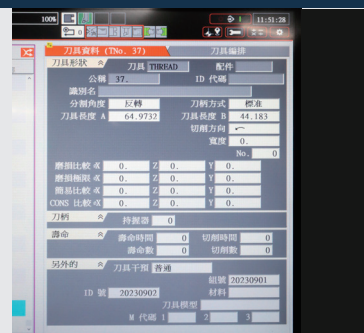 100%
11:51:28
刀具資料 (TNo. 37) 刀具編排
刀具形狀 刀具 THREAD 配件
公稱 37. ID 代碼
識別名
分割角度 反轉 刀柄方式 標准
刀具長度 A 64.9732 刀具長度 B 44.183
切削方向
寬度 0.
No. 0
磨損比較 X 0. Z 0. Y 0.
磨損極限 X 0. Z 0. Y 0.
簡易比較 X 0. Z 0. Y 0.
CONS 比較 X 0. Z 0. Y 0.
刀柄 持握器 0
壽命 壽命時間 0 切削時間 0
壽命數 0 切削數 0
另外的 刀具干預 普通
組號 20230901
ID 號 20230902 材料
刀具模型
M 代碼 1 2 3